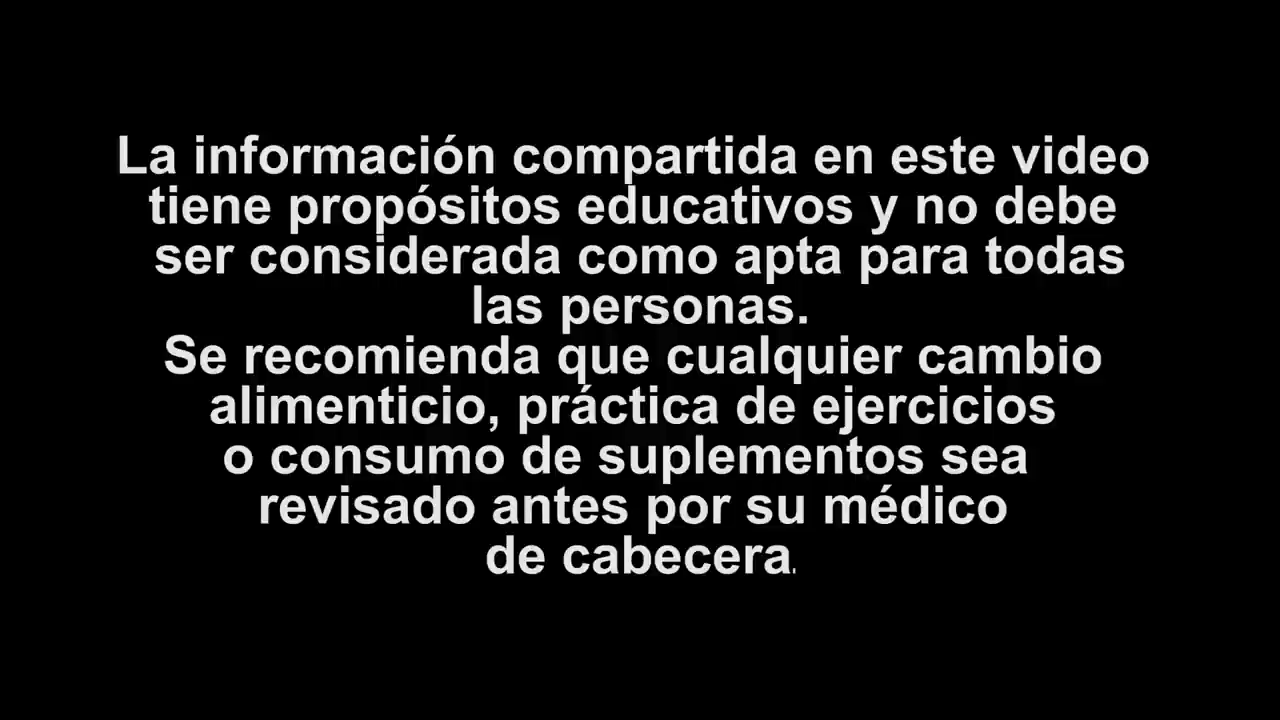 La información compartida en este video
tiene propósitos educativos y no debe
ser considerada como apta para todas
las personas.
Se recomienda que cualquier cambio
alimenticio, práctica de ejercicios
o consumo de suplementos sea
revisado antes por su médico
de cabecera.